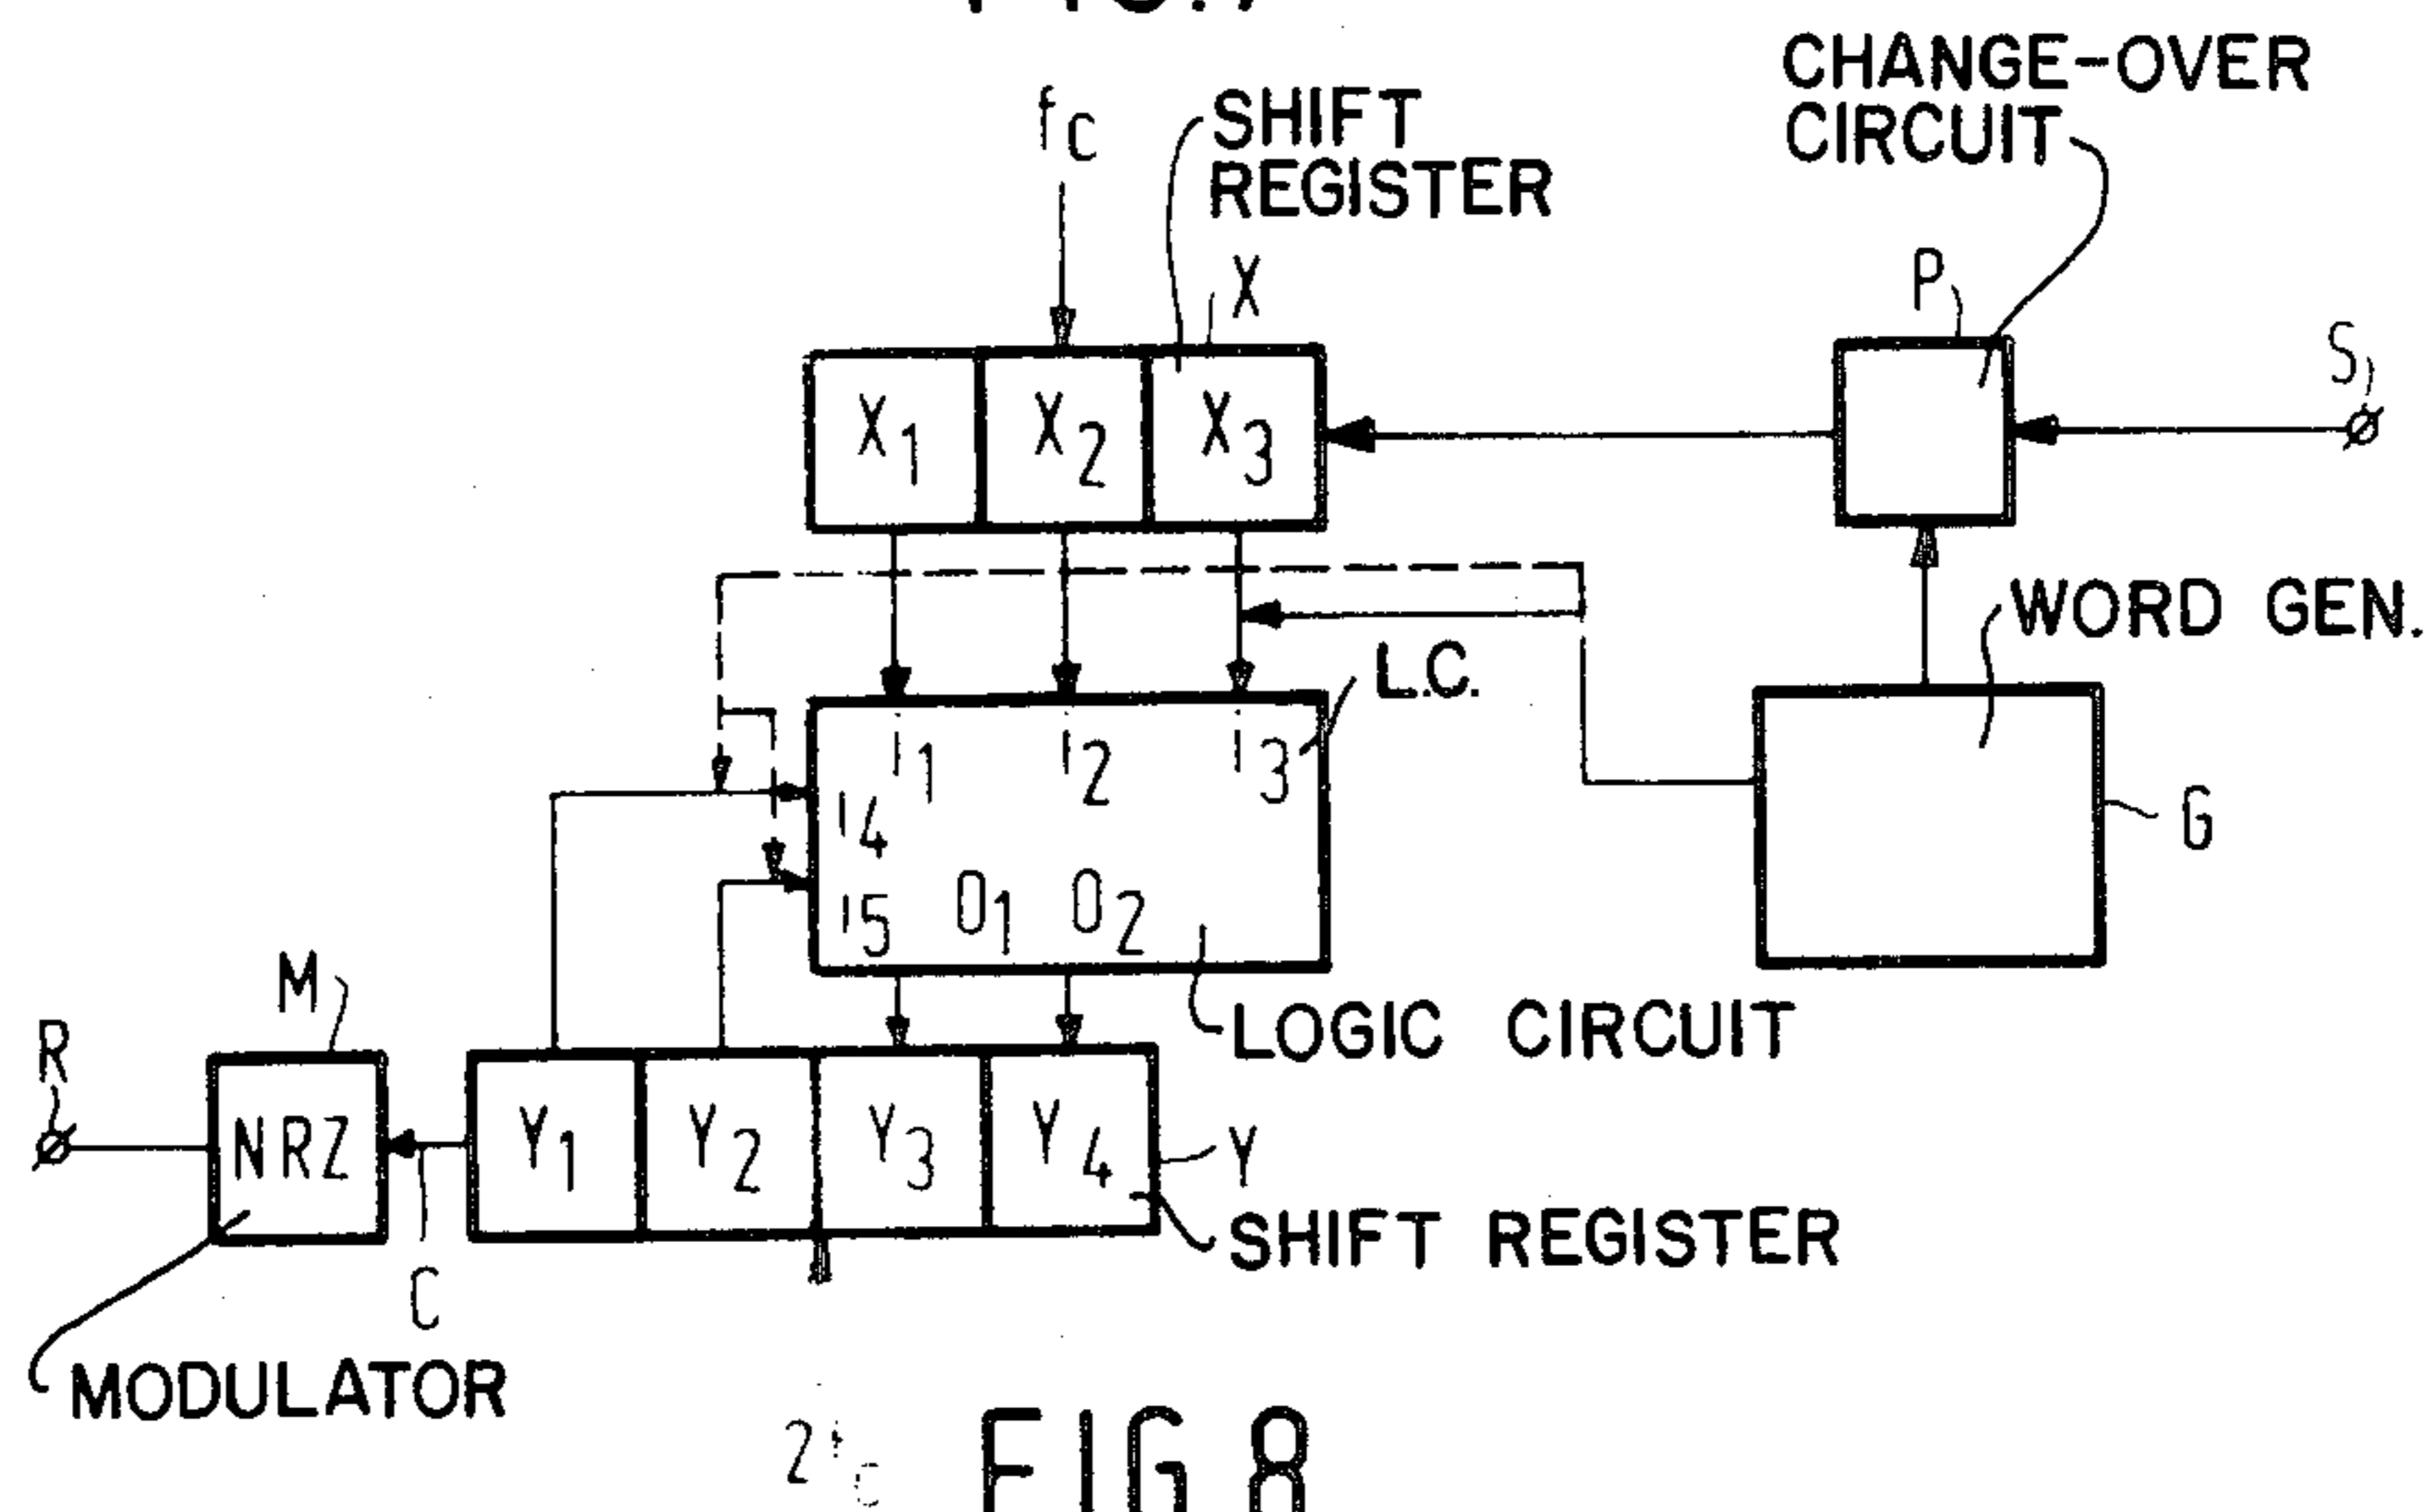 CHANGE-OVER
CIRCUIT
fC
SHIFT
REGISTER
X
P
S
X1 X2 X3
WORD GEN.
L.C.
I1 I2 I3
I4
G
I5 O1 O2
M
LOGIC CIRCUIT
R
NRZ
Y1 Y2 Y3 Y4
Y
SHIFT REGISTER
C
MODULATOR
2fc
FIG.8